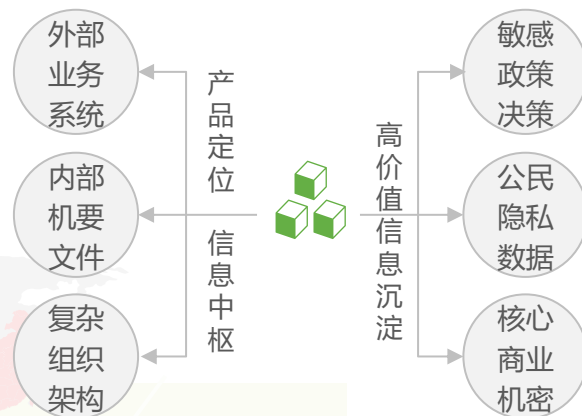 外部
业务
系统
内部
机要
文件
复杂
组织
架构
产品定位
信息中枢
高价值信息沉淀
敏感
政策
决策
公民
隐私
数据
核心
商业
机密